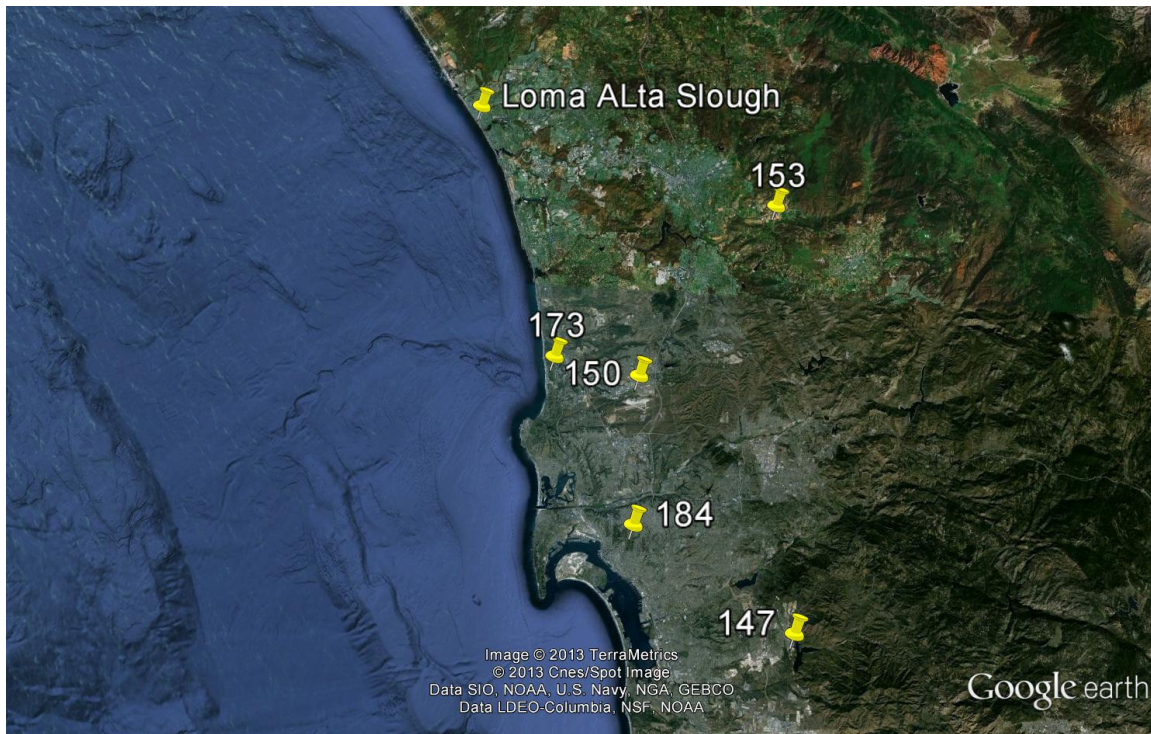 Loma ALta Slough
153
173
150
184
147
Image © 2013 TerraMetrics
© 2013 Cnes/Spot Image
Data SIO, NOAA, U.S. Navy, NGA, GEBCO
Data LDEO-Columbia, NSF, NOAA
Google earth